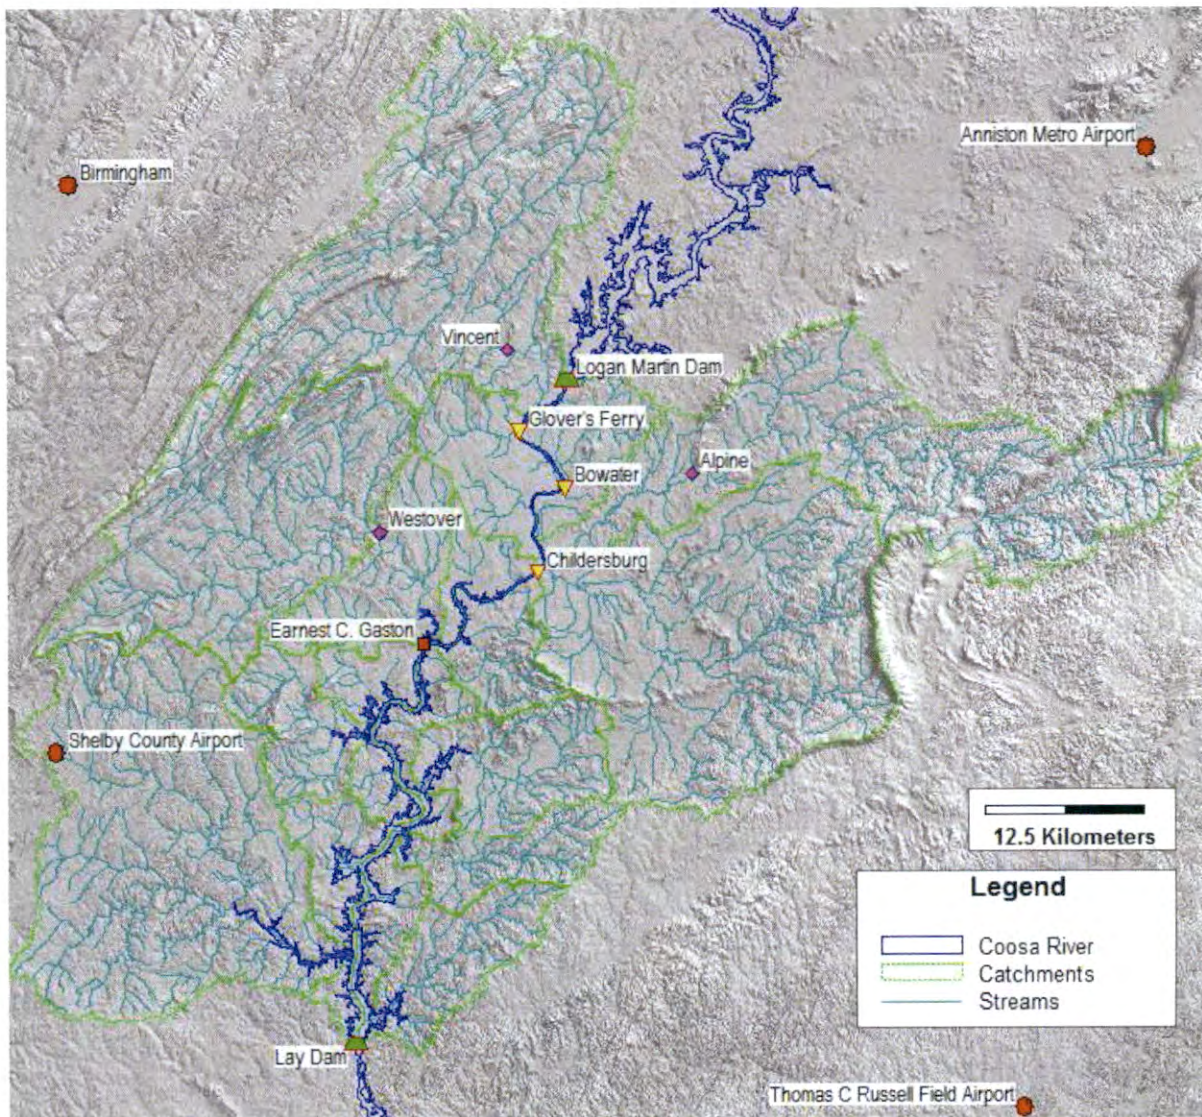 Anniston Metro Airport
Birmingham
Vincent
Logan Martin Dam
Glover's Ferry
Alpine
Bowater
Westover
Childersburg
Earnest C. Gaston
Shelby County Airport
12.5 Kilometers
Legend
Coosa River
Catchments
Streams
Lay Dam
Thomas C Russell Field Airport